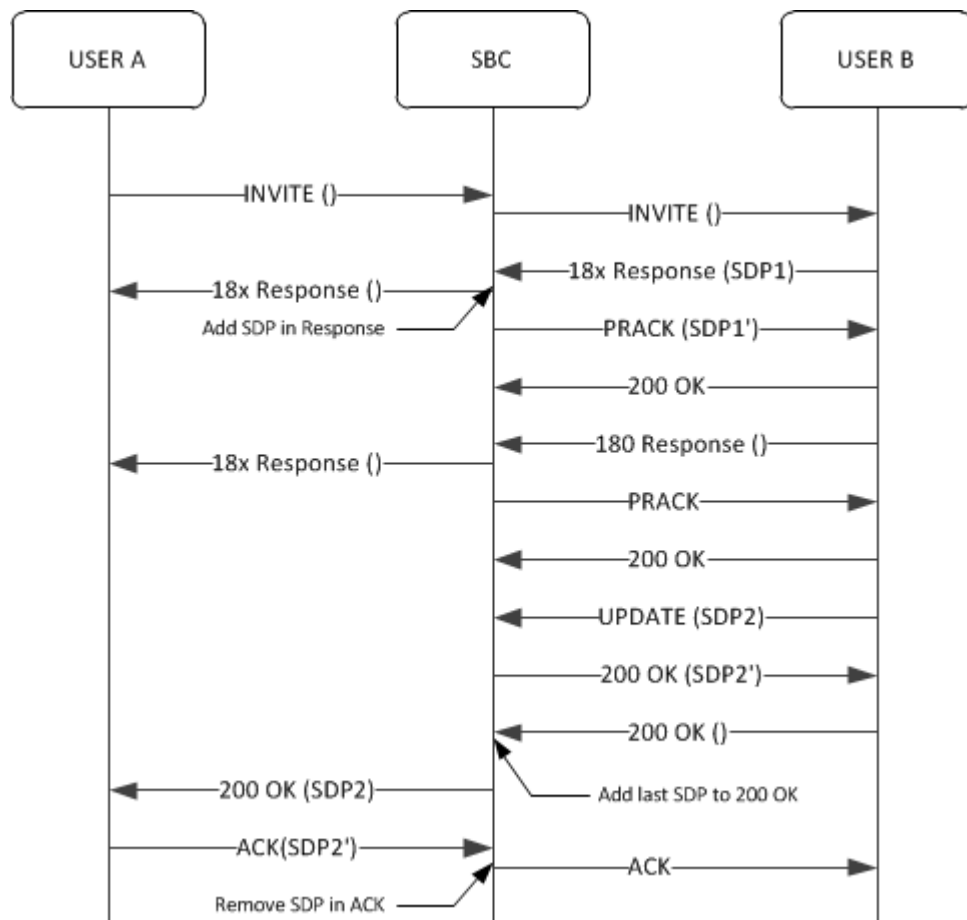 USER A
SBC
USER B
INVITE ()
INVITE ()
18x Response (SDP1)
18x Response ()
Add SDP in Response
PRACK (SDP1')
200 OK
180 Response ()
18x Response ()
PRACK
200 OK
UPDATE (SDP2)
200 OK (SDP2')
200 OK ()
200 OK (SDP2)
Add last SDP to 200 OK
ACK(SDP2')
ACK
Remove SDP in ACK